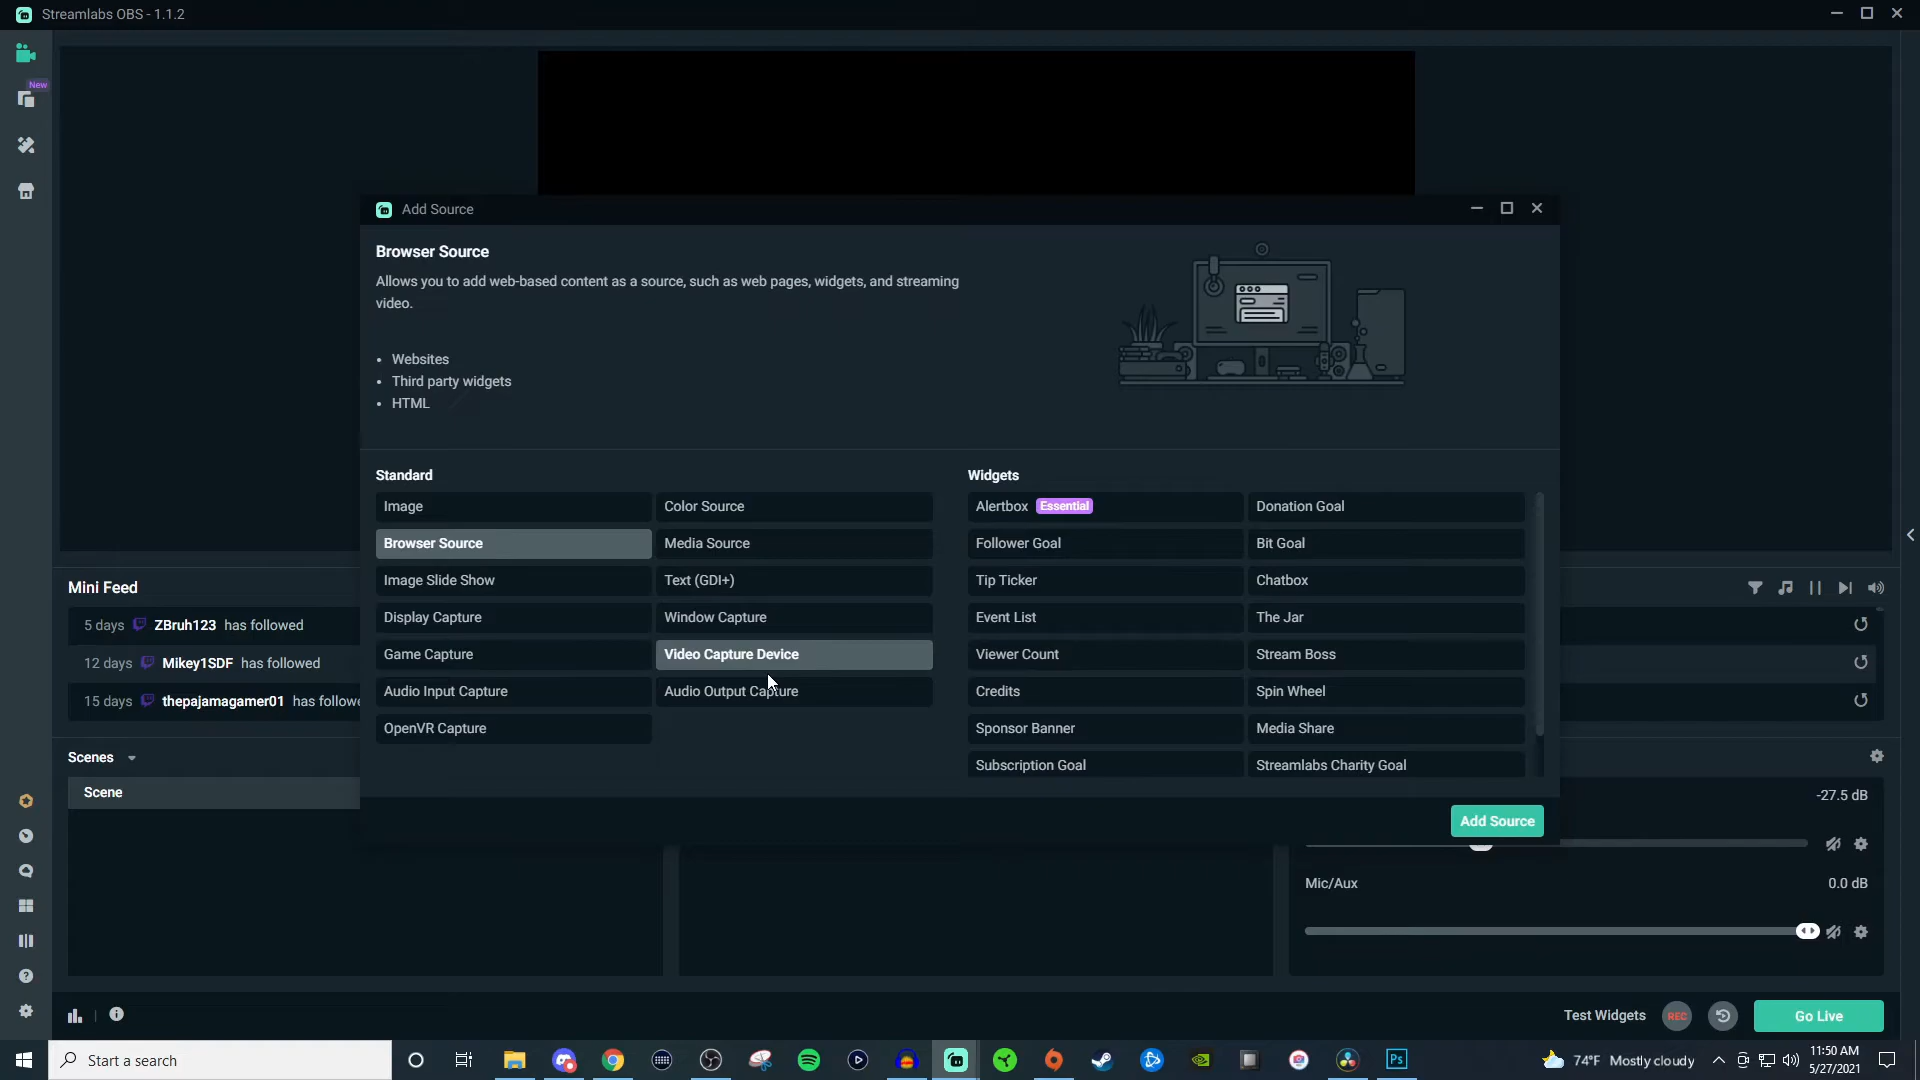 Streamlabs OBS - 1.1.2
New
Add Source
Browser Source
Allows you to add web-based content as a source, such as web pages, widgets, and streaming
video.
• Websites
• Third party widgets
• HTML
Standard
Image
Color Source
Browser Source
Media Source
Image Slide Show
Text (GDI+)
Display Capture
Window Capture
Game Capture
Video Capture Device
Audio Input Capture
Audio Output Capture
OpenVR Capture
Widgets
Alertbox Essential
Donation Goal
Follower Goal
Bit Goal
Tip Ticker
Chatbox
Event List
The Jar
Viewer Count
Stream Boss
Credits
Spin Wheel
Sponsor Banner
Media Share
Subscription Goal
Streamlabs Charity Goal
Add Source
Mini Feed
5 days ZBruh123 has followed
12 days Mikey1SDF has followed
15 days thepajamagamer01 has followe
Scenes
Scene
-27.5 dB
Mic/Aux 0.0 dB
Test Widgets REC Go Live
Start a search
Ps
74°F Mostly cloudy
11:50 AM
5/27/2021